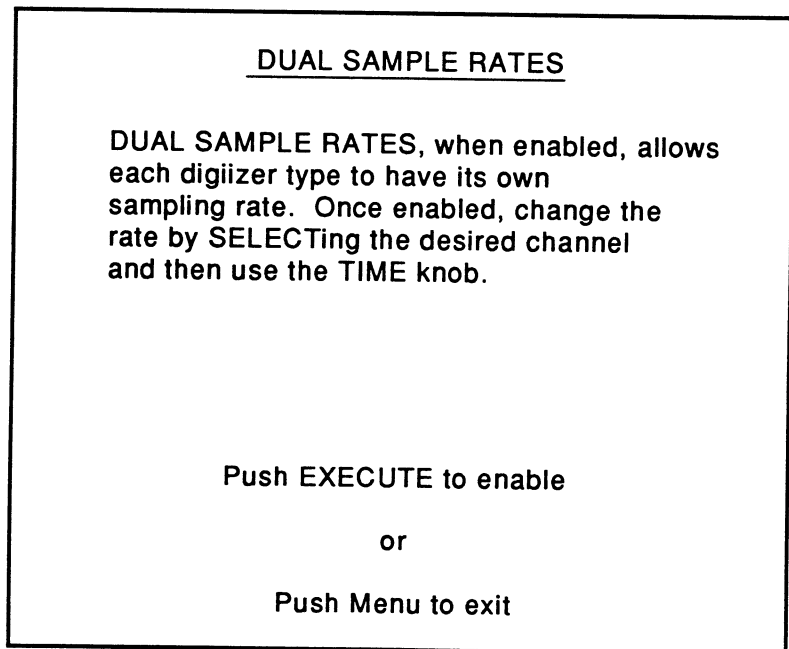 DUAL SAMPLE RATES
DUAL SAMPLE RATES, when enabled, allows
each digiizer type to have its own
sampling rate. Once enabled, change the
rate by SELECTing the desired channel
and then use the TIME knob.
Push EXECUTE to enable
or
Push Menu to exit